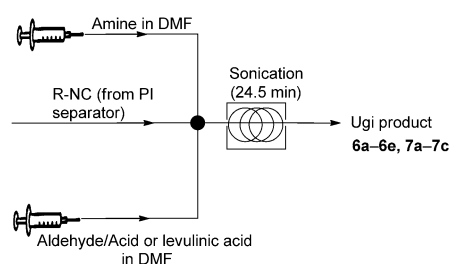 Amine in DMF
R-NC (from PI
separator)
Sonication
(24.5 min)
Ugi product
6a–6e, 7a–7c
Aldehyde/Acid or levulinic acid
in DMF